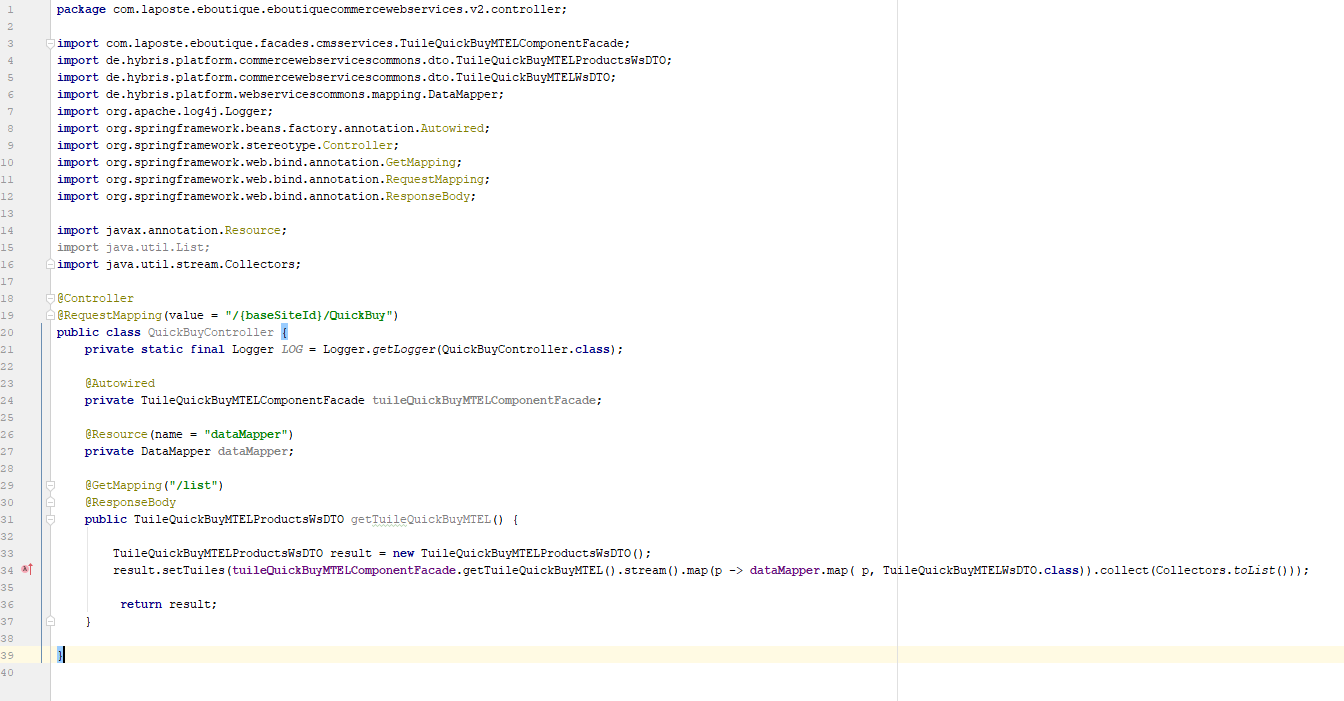 1 package com.laposte.eboutique.eboutiquecommercewebservices.v2.controller;
2
3 import com.laposte.eboutique.facades.cmsservices.TuileQuickBuyMTELComponentFacade;
4 import de.hybris.platform.commercewebservicescommons.dto.TuileQuickBuyMTELProductsWsDTO;
5 import de.hybris.platform.commercewebservicescommons.dto.TuileQuickBuyMTELWsDTO;
6 import de.hybris.platform.webservicescommons.mapping.DataMapper;
7 import org.apache.log4j.Logger;
8 import org.springframework.beans.factory.annotation.Autowired;
9 import org.springframework.stereotype.Controller;
10 import org.springframework.web.bind.annotation.GetMapping;
11 import org.springframework.web.bind.annotation.RequestMapping;
12 import org.springframework.web.bind.annotation.ResponseBody;
13
14 import javax.annotation.Resource;
15 import java.util.List;
16 import java.util.stream.Collectors;
17
18 @Controller
19 @RequestMapping(value = "/{baseSiteId}/QuickBuy")
20 public class QuickBuyController {
21     private static final Logger LOG = Logger.getLogger(QuickBuyController.class);
22
23     @Autowired
24     private TuileQuickBuyMTELComponentFacade tuileQuickBuyMTELComponentFacade;
25
26     @Resource(name = "dataMapper")
27     private DataMapper dataMapper;
28
29     @GetMapping("/list")
30     @ResponseBody
31     public TuileQuickBuyMTELProductsWsDTO getTuileQuickBuyMTEL() {
32
33         TuileQuickBuyMTELProductsWsDTO result = new TuileQuickBuyMTELProductsWsDTO();
34         result.setTuiles(tuileQuickBuyMTELComponentFacade.getTuileQuickBuyMTEL().stream().map(p -> dataMapper.map( p, TuileQuickBuyMTELWsDTO.class)).collect(Collectors.toList()));
35
36          return result;
37     }
38
39 }
40